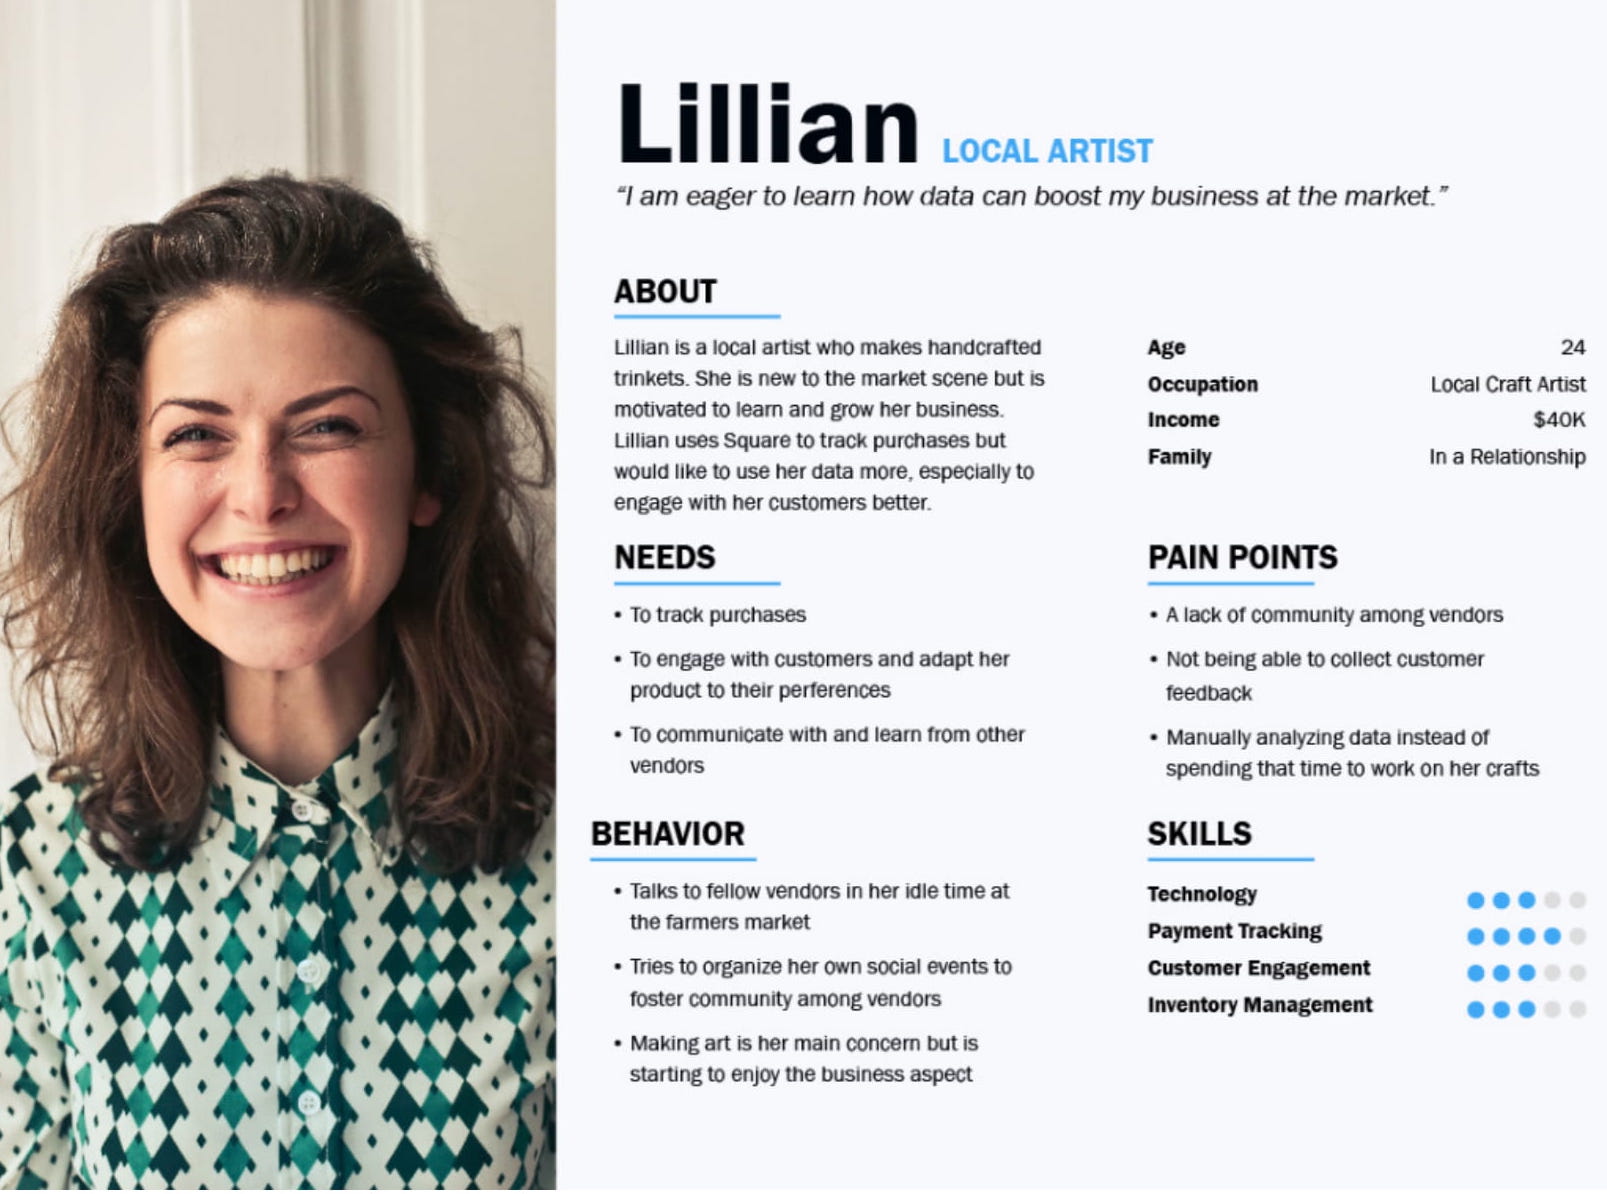 Lillian LOCAL ARTIST
“I am eager to learn how data can boost my business at the market.”
ABOUT
Lillian is a local artist who makes handcrafted
trinkets. She is new to the market scene but is
motivated to learn and grow her business.
Lillian uses Square to track purchases but
would like to use her data more, especially to
engage with her customers better.
Age 24
Occupation Local Craft Artist
Income $40K
Family In a Relationship
NEEDS
• To track purchases
• To engage with customers and adapt her
product to their perferences
• To communicate with and learn from other
vendors
PAIN POINTS
• A lack of community among vendors
• Not being able to collect customer
feedback
• Manually analyzing data instead of
spending that time to work on her crafts
BEHAVIOR
• Talks to fellow vendors in her idle time at
the farmers market
• Tries to organize her own social events to
foster community among vendors
• Making art is her main concern but is
starting to enjoy the business aspect
SKILLS
Technology
Payment Tracking
Customer Engagement
Inventory Management